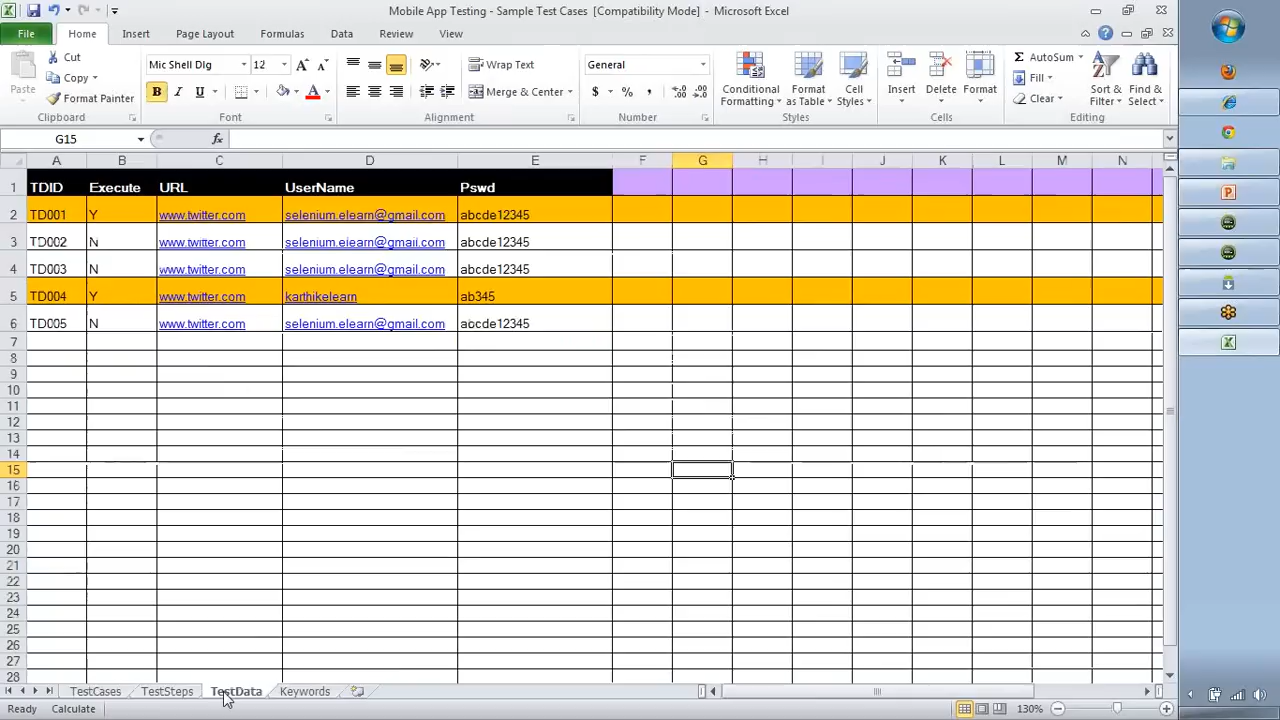 Mobile App Testing - Sample Test Cases [Compatibility Mode] - Microsoft Excel
File Home Insert Page Layout Formulas Data Review View
Paste
Cut
Copy
Format Painter
Clipboard
Mic Shell Dlg 12
B I U A
Font
Wrap Text
Merge & Center
Alignment
General
$ % ,
Number
Conditional Formatting
Format as Table
Cell Styles
Styles
Insert Delete Format
Cells
AutoSum
Fill
Clear
Sort & Filter
Find & Select
Editing
G15 fx
A B C D E F G H I J K L M N
1 TDID Execute URL UserName Pswd
2 TD001 Y www.twitter.com selenium.elearn@gmail.com abcde12345
3 TD002 N www.twitter.com selenium.elearn@gmail.com abcde12345
4 TD003 N www.twitter.com selenium.elearn@gmail.com abcde12345
5 TD004 Y www.twitter.com karthikelearn ab345
6 TD005 N www.twitter.com selenium.elearn@gmail.com abcde12345
7
8
9
10
11
12
13
14
15
16
17
18
19
20
21
22
23
24
25
26
27
28
TestCases TestSteps TestData Keywords
Ready Calculate 130%